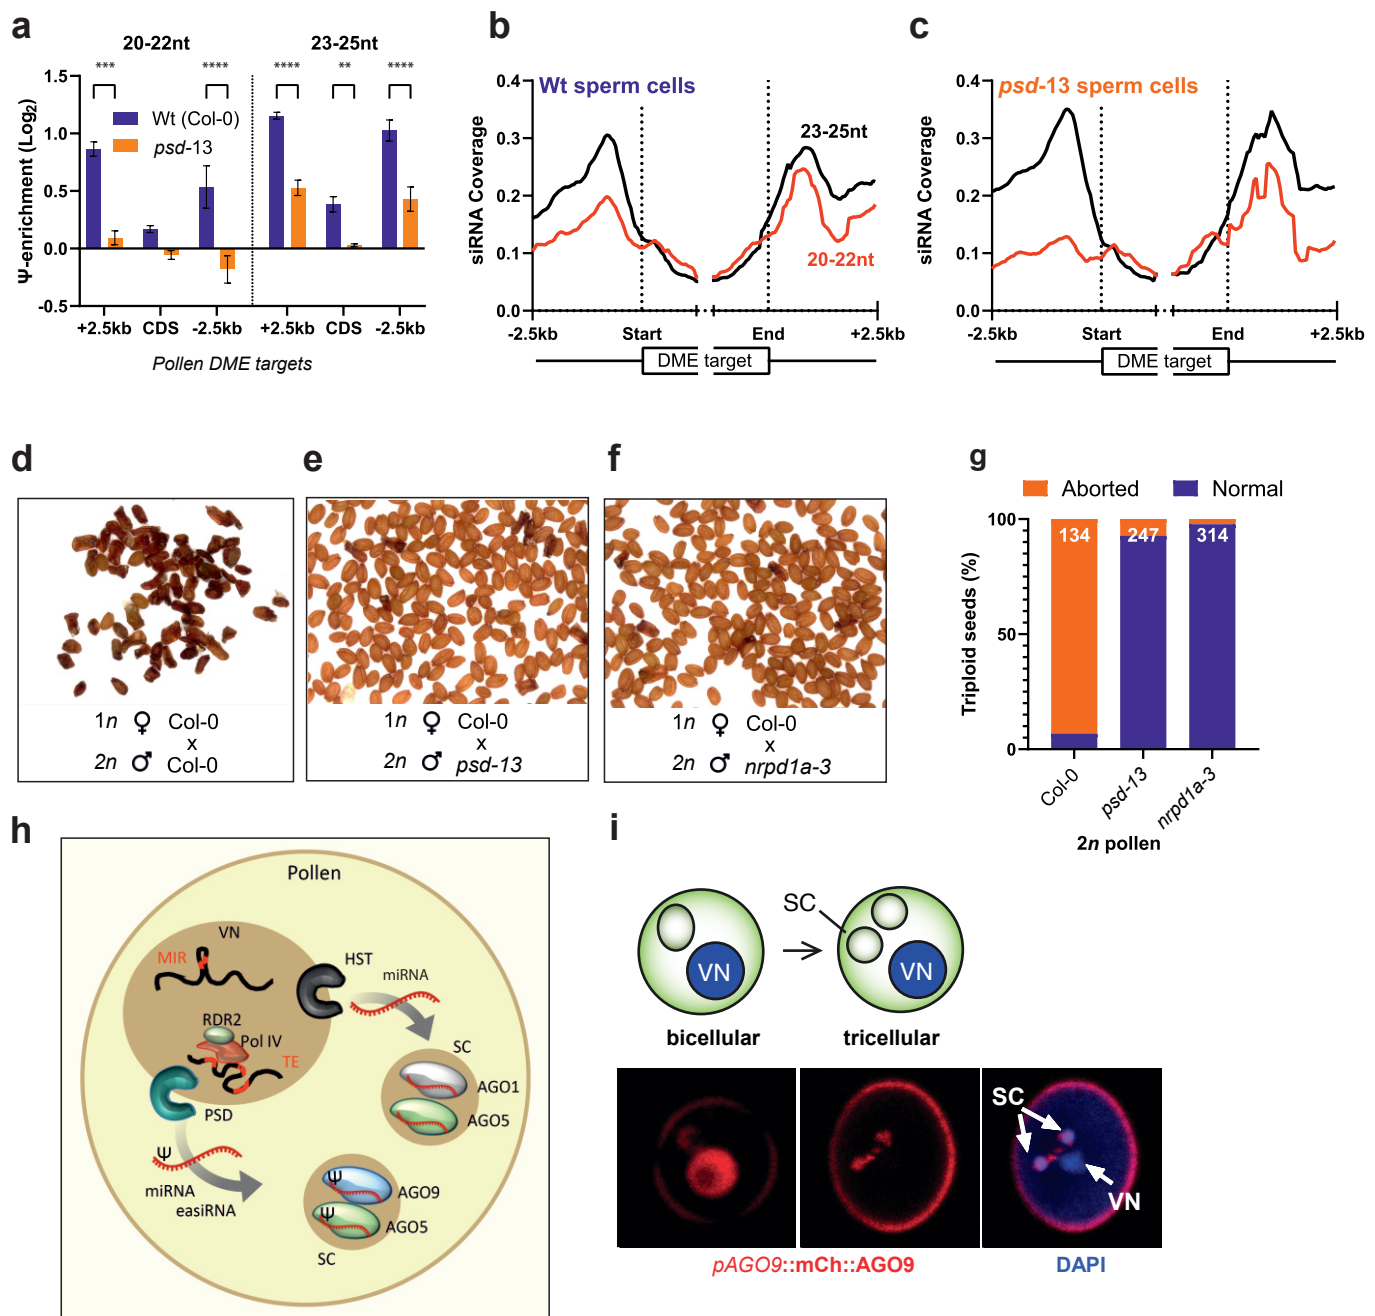 a
20-22nt
23-25nt
***
****
****
**
****
Ψ-enrichment (Log2)
1.5
1.0
0.5
0.0
-0.5
Wt (Col-0)
psd-13
+2.5kb
CDS
-2.5kb
+2.5kb
CDS
-2.5kb
Pollen DME targets
b
Wt sperm cells
siRNA Coverage
0.4
0.3
0.2
0.1
0.0
23-25nt
20-22nt
-2.5kb
Start
End
+2.5kb
DME target
c
psd-13 sperm cells
siRNA Coverage
0.4
0.3
0.2
0.1
0.0
-2.5kb
Start
End
+2.5kb
DME target
d
1n ♀ Col-0
x
2n ♂ Col-0
e
1n ♀ Col-0
x
2n ♂ psd-13
f
1n ♀ Col-0
x
2n ♂ nrpd1a-3
g
Aborted
Normal
Triploid seeds (%)
100
50
0
134
247
314
Col-0
psd-13
nrpd1a-3
2n pollen
h
Pollen
VN
MIR
HST
miRNA
RDR2
Pol IV
TE
SC
AGO1
AGO5
PSD
Ψ
miRNA
easiRNA
Ψ
AGO9
Ψ
AGO5
SC
i
SC
VN
VN
bicellular
tricellular
SC
VN
pAGO9::mCh::AGO9
DAPI